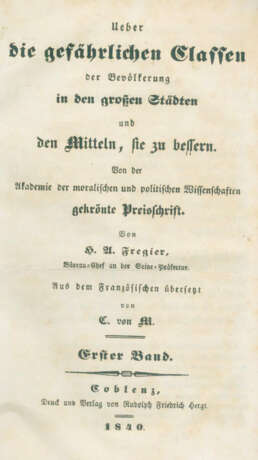 Ueber
die gefährlichen Classen
der Bevölkerung
in den großen Städten
und
den Mitteln, sie zu bessern.
Von der
Akademie der moralischen und politischen Wissenschaften
gekrönte Preisschrift.
Von
H. A. Fregier,
Büreau-Chef an der Seine-Präfektur.
Aus dem Französischen übersetzt
von
C. von M.
Erster Band.
Coblenz,
Druck und Verlag von Rudolph Friedrich Hergt.
1840.